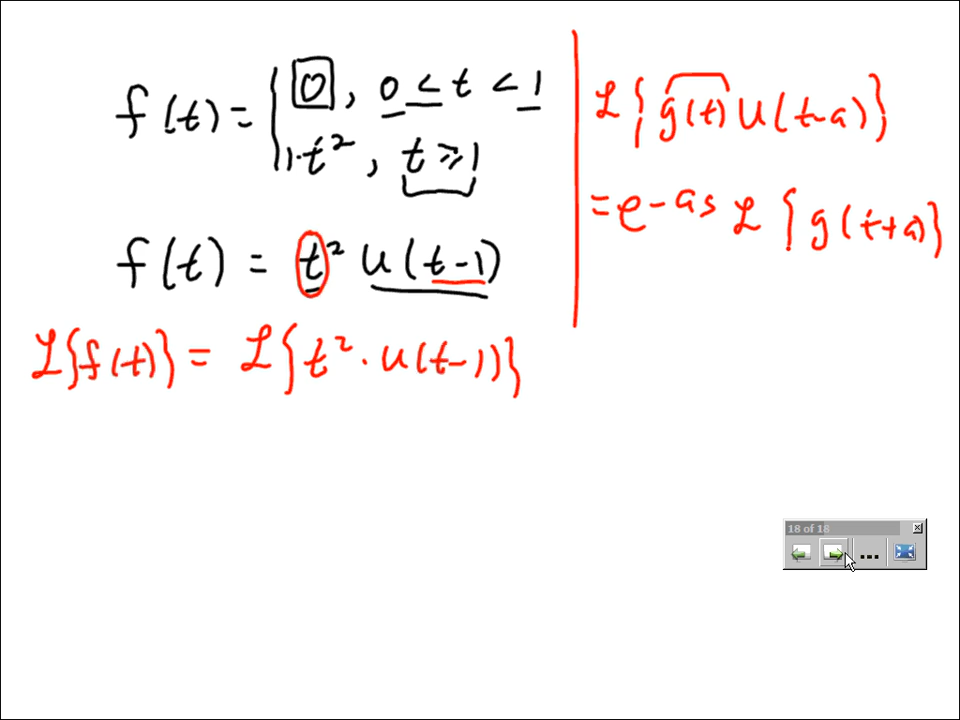 f(t) = { 0, 0 ≤ t < 1
1·t², t ≥ 1
f(t) = t² u(t-1)
ℒ{f(t)} = ℒ{t² · u(t-1)}
ℒ{g(t) u(t-a)}
= e^-as ℒ{g(t+a)}
18 of 18